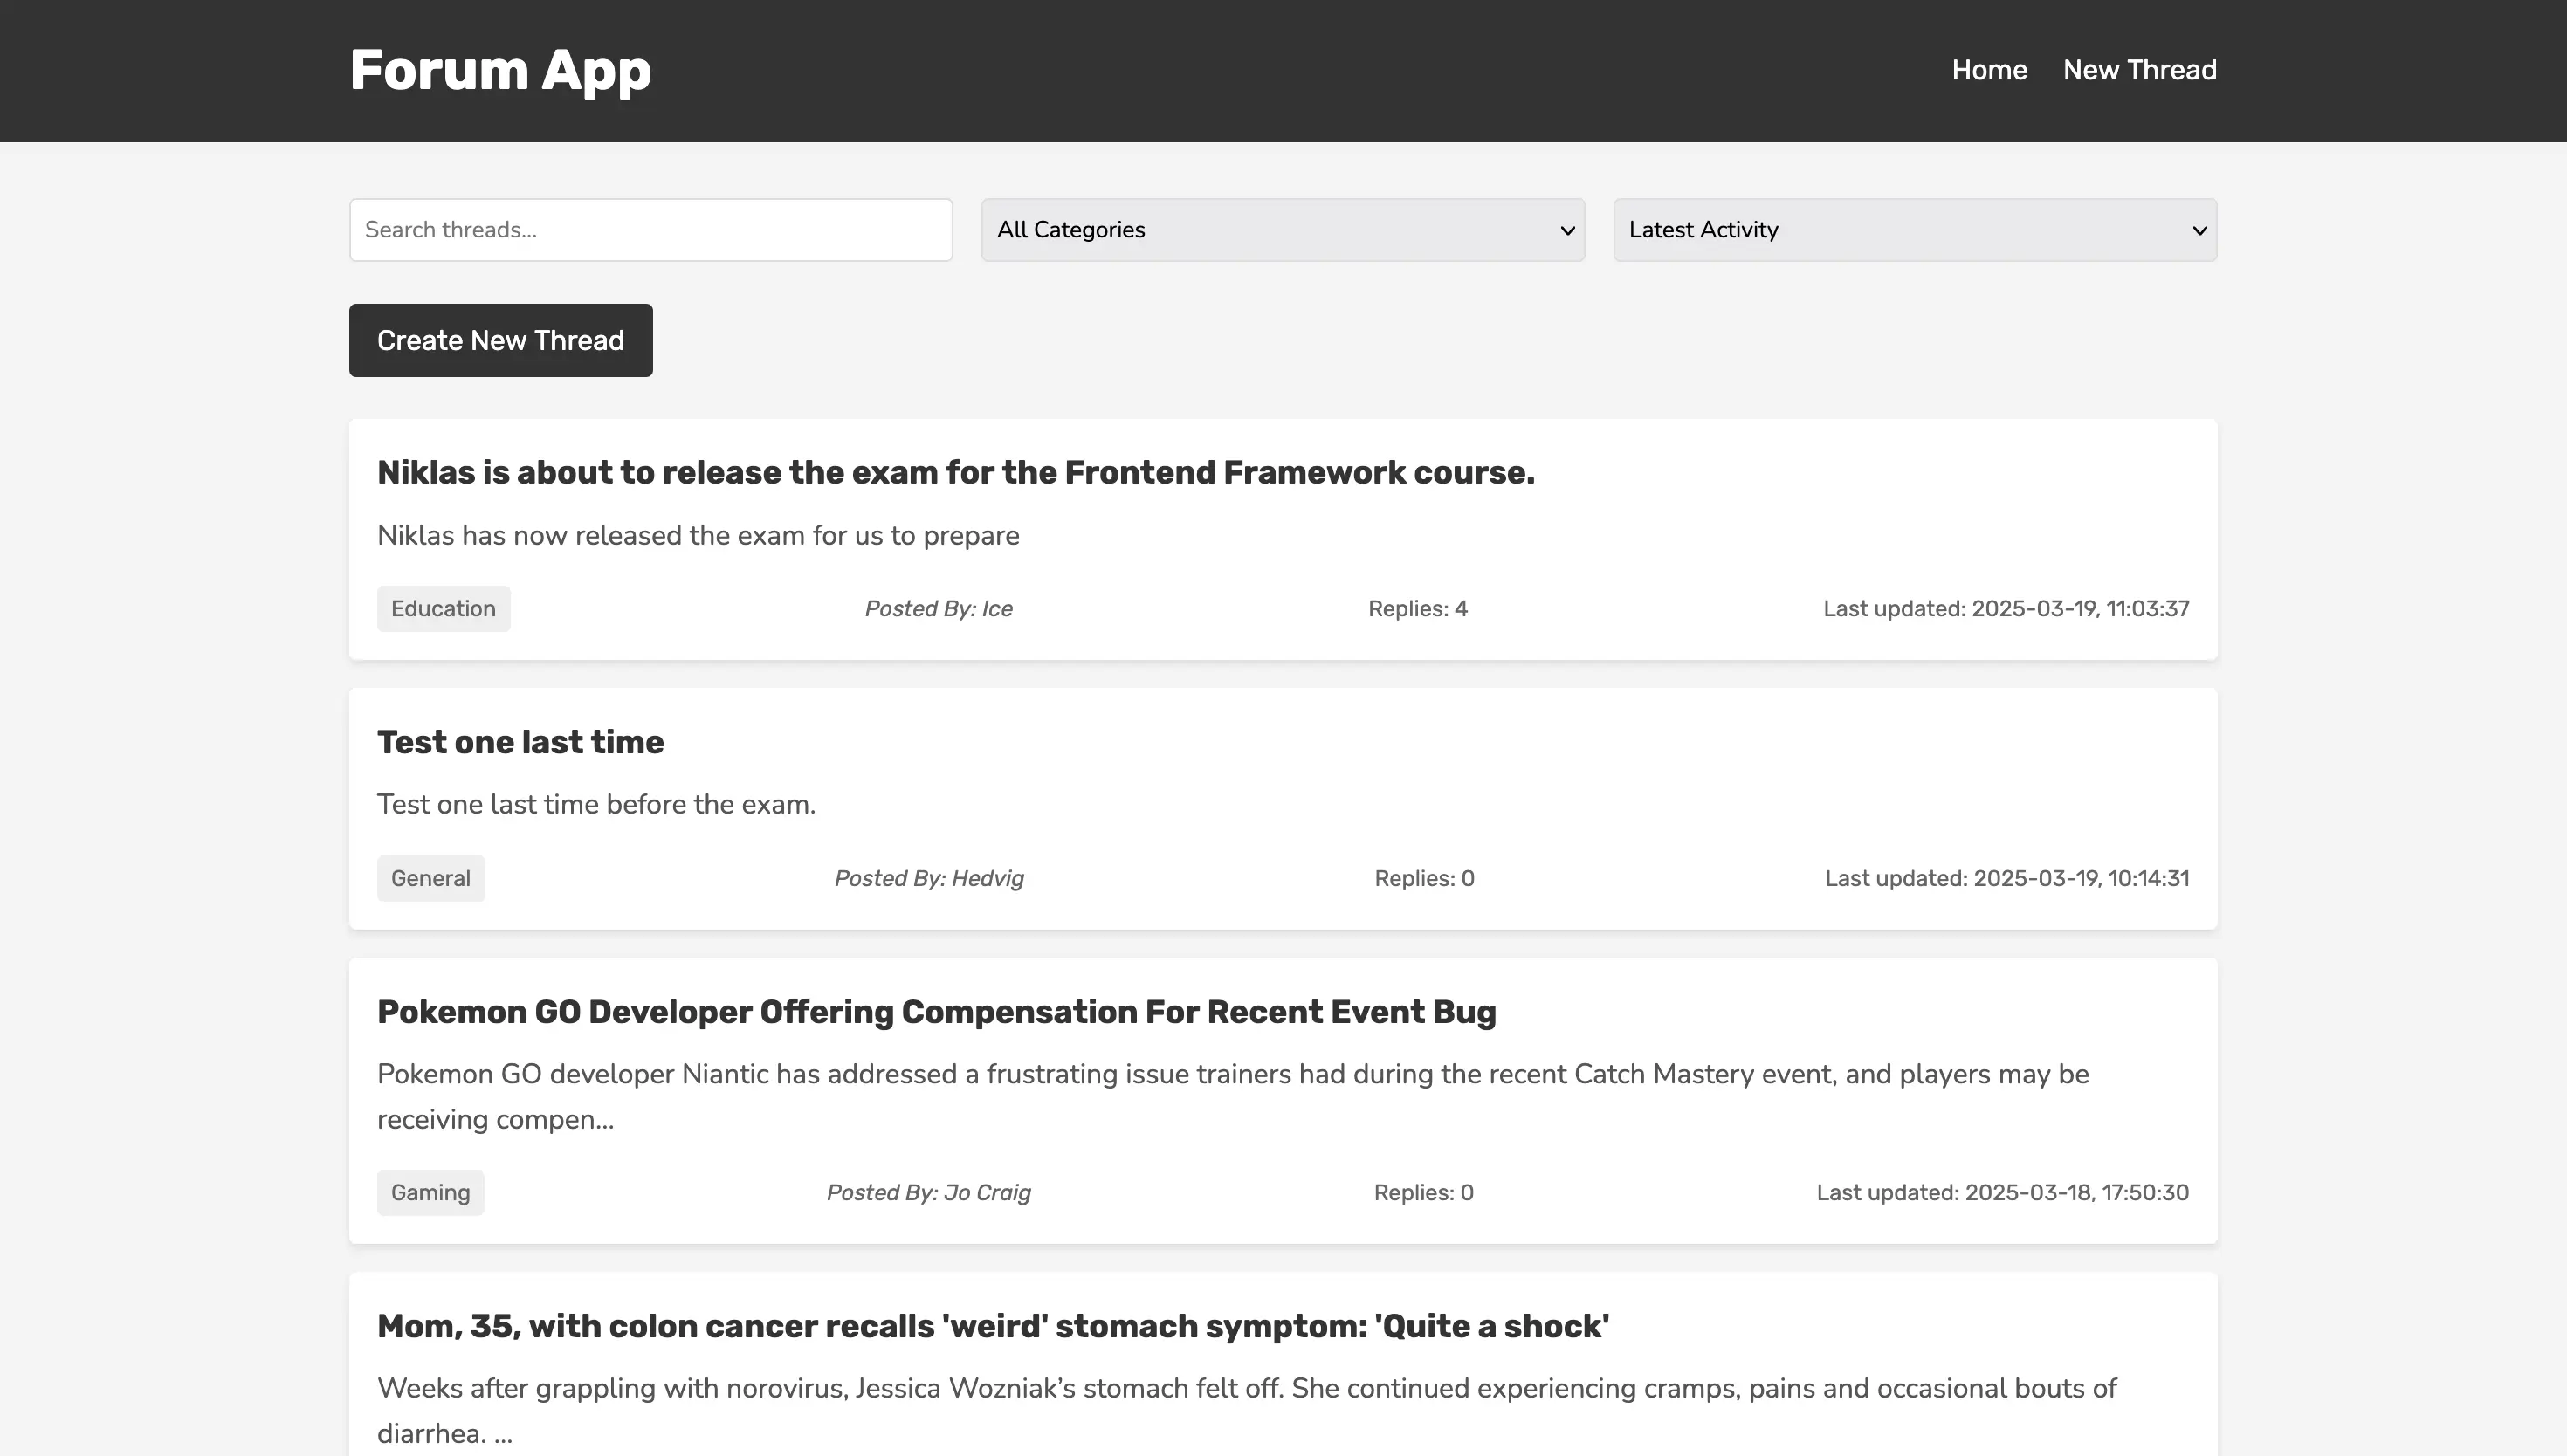 Forum App
Home New Thread
Search threads...
All Categories
Latest Activity
Create New Thread
Niklas is about to release the exam for the Frontend Framework course.
Niklas has now released the exam for us to prepare
Education Posted By: Ice Replies: 4 Last updated: 2025-03-19, 11:03:37
Test one last time
Test one last time before the exam.
General Posted By: Hedvig Replies: 0 Last updated: 2025-03-19, 10:14:31
Pokemon GO Developer Offering Compensation For Recent Event Bug
Pokemon GO developer Niantic has addressed a frustrating issue trainers had during the recent Catch Mastery event, and players may be
receiving compen...
Gaming Posted By: Jo Craig Replies: 0 Last updated: 2025-03-18, 17:50:30
Mom, 35, with colon cancer recalls 'weird' stomach symptom: 'Quite a shock'
Weeks after grappling with norovirus, Jessica Wozniak’s stomach felt off. She continued experiencing cramps, pains and occasional bouts of
diarrhea. ...